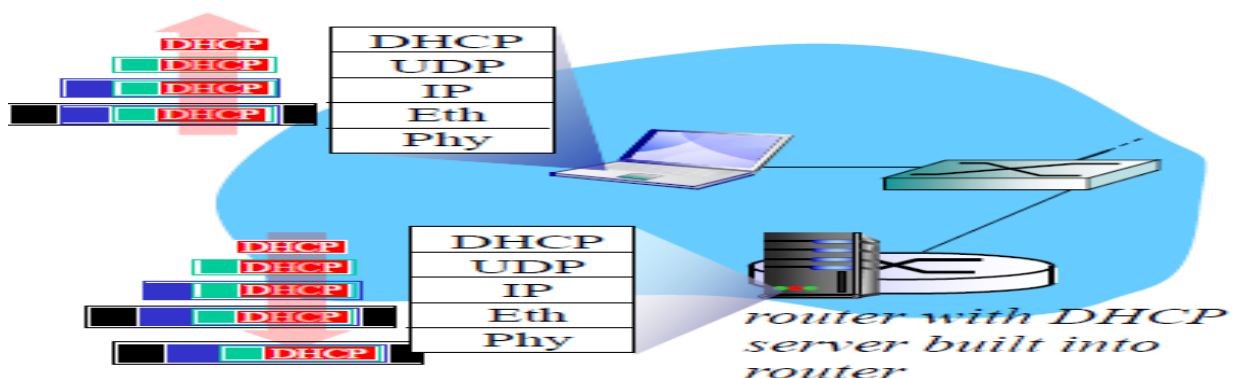 DHCP
DHCP
DHCP
DHCP
DHCP
UDP
IP
Eth
Phy
DHCP
DHCP
DHCP
DHCP
DHCP
DHCP
UDP
IP
Eth
Phy
router with DHCP
server built into
router